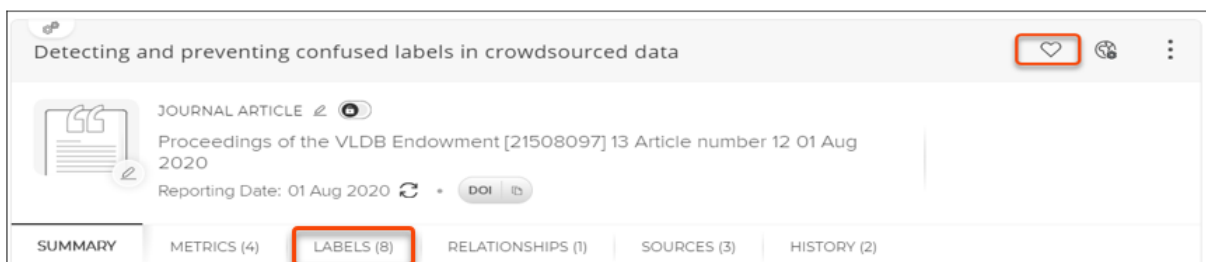 Detecting and preventing confused labels in crowdsourced data
JOURNAL ARTICLE
Proceedings of the VLDB Endowment [21508097] 13 Article number 12 01 Aug
2020
Reporting Date: 01 Aug 2020 • DOI
SUMMARY METRICS (4) LABELS (8) RELATIONSHIPS (1) SOURCES (3) HISTORY (2)